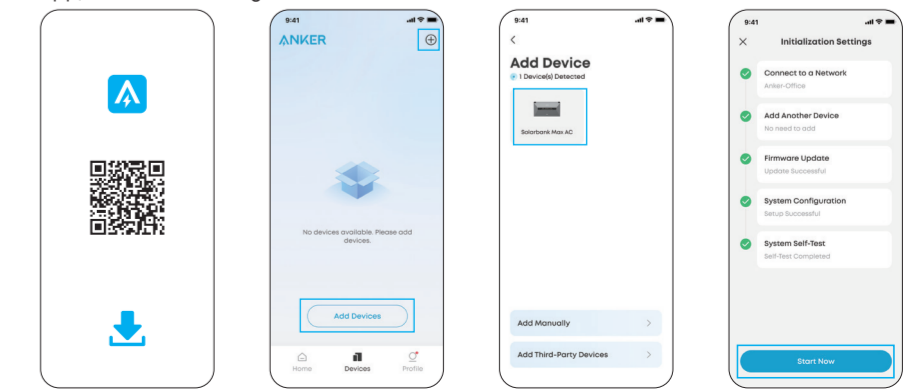 9:41
ANKER
No devices available. Please add
devices.
Add Devices
Home
Devices
Profile
9:41
Add Device
1 Device(s) Detected
Solarbank Max AC
Add Manually
Add Third-Party Devices
9:41
Initialization Settings
Connect to a Network
Anker-Office
Add Another Device
No need to add
Firmware Update
Update Successful
System Configuration
Setup Successful
System Self-Test
Self-Test Completed
Start Now